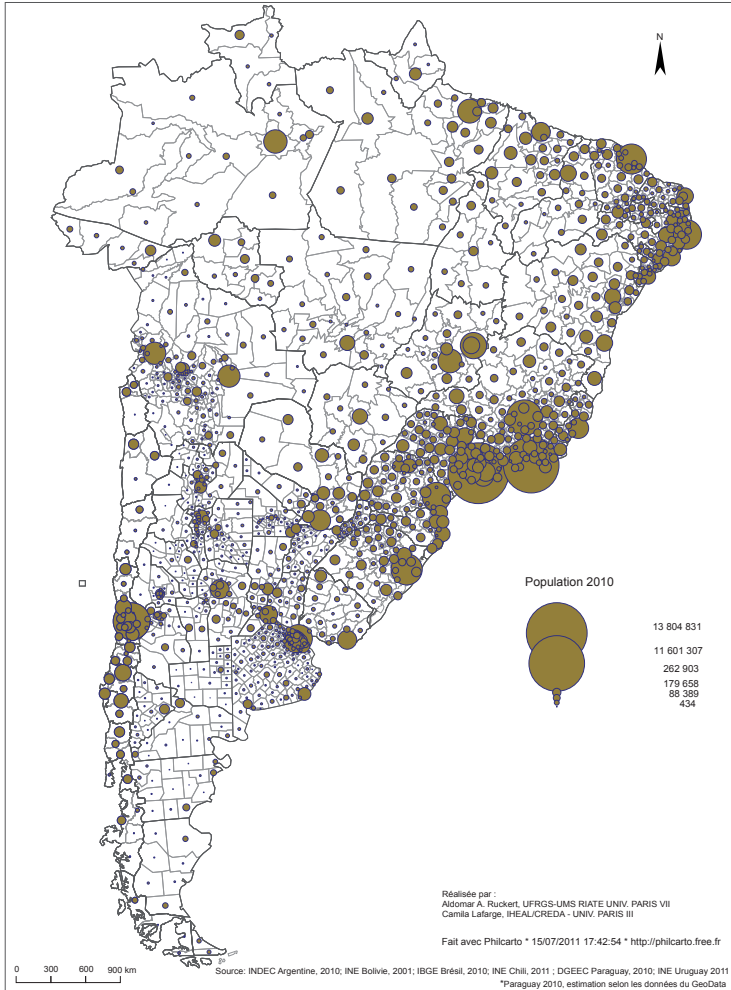 N
Population 2010
13 804 831
11 601 307
262 903
179 658
88 389
434
Réalisée par :
Aldomar A. Ruckert, UFRGS-UMS RIATE UNIV. PARIS VII
Camila Lafarge, IHEAL/CREDA - UNIV. PARIS III
Fait avec Philcarto * 15/07/2011 17:42:54 * http://philcarto.free.fr
0 300 600 900 km
Source: INDEC Argentine, 2010; INE Bolivie, 2001; IBGE Brésil, 2010; INE Chili, 2011 ; DGEEC Paraguay, 2010; INE Uruguay 2011
*Paraguay 2010, estimation selon les données du GeoData